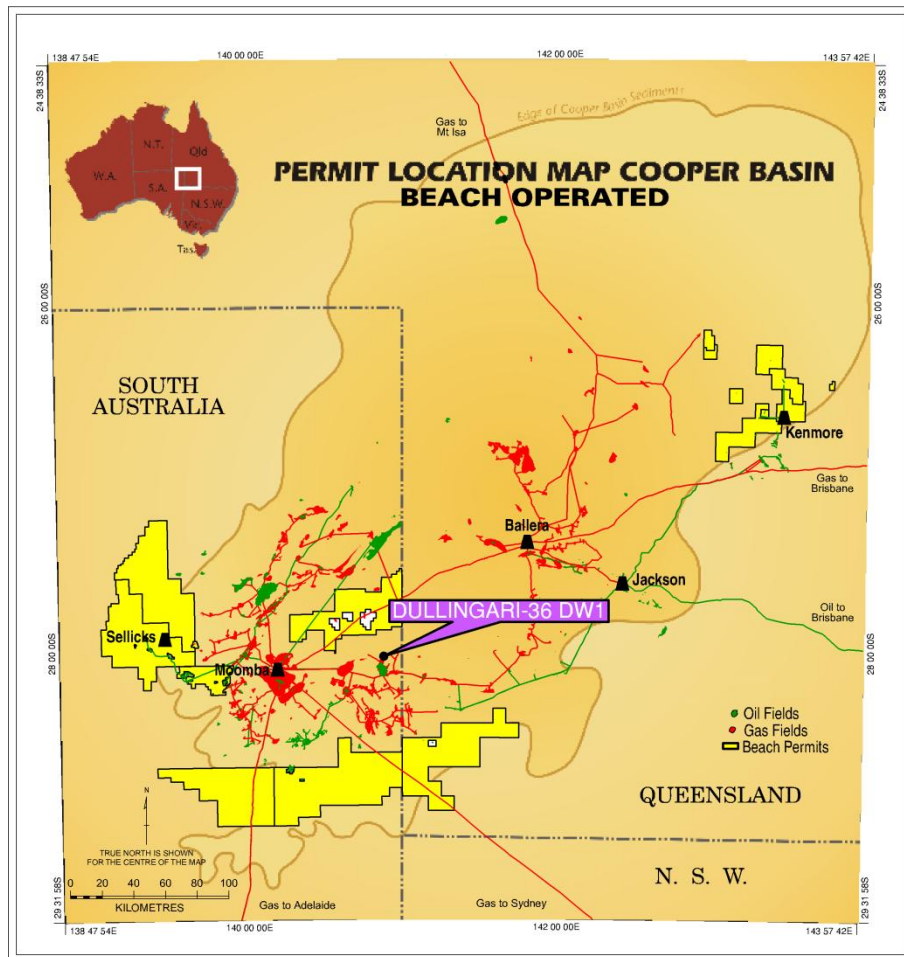 138 47 54E
140 00 00E
142 00 00E
143 57 42E
24 38 33S
24 38 33S
Edge of Cooper Basin Sediments
Gas to
Mt Isa
N.T.
Qld
W.A.
S.A.
N.S.W.
Vic.
Tas.
PERMIT LOCATION MAP COOPER BASIN
BEACH OPERATED
26 00 00S
26 00 00S
SOUTH
AUSTRALIA
Kenmore
Gas to
Brisbane
Ballera
Jackson
DULLINGARI-36 DW1
Oil to
Brisbane
Sellicks
28 00 00S
28 00 00S
Moomba
Oil Fields
Gas Fields
Beach Permits
QUEENSLAND
N
TRUE NORTH IS SHOWN
FOR THE CENTRE OF THE MAP
N. S. W.
0 20 40 60 80 100
KILOMETRES
Gas to Adelaide
Gas to Sydney
29 31 58S
29 31 58S
138 47 54E
140 00 00E
142 00 00E
143 57 42E